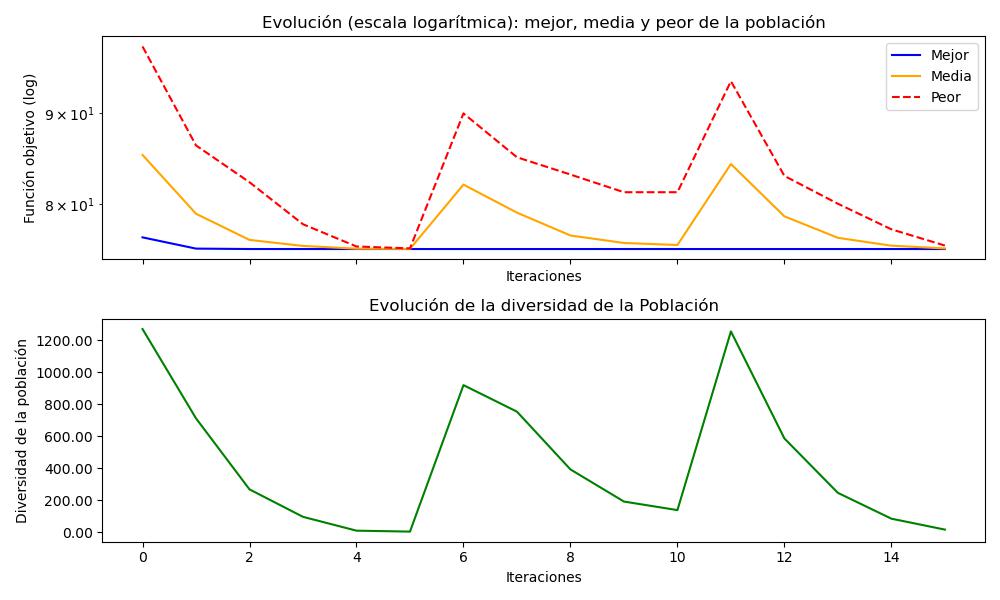 Evolución (escala logarítmica): mejor, media y peor de la población
Función objetivo (log)
9 × 10¹
8 × 10¹
Mejor
Media
Peor
Iteraciones
Evolución de la diversidad de la Población
Diversidad de la población
1200.00
1000.00
800.00
600.00
400.00
200.00
0.00
0 2 4 6 8 10 12 14
Iteraciones